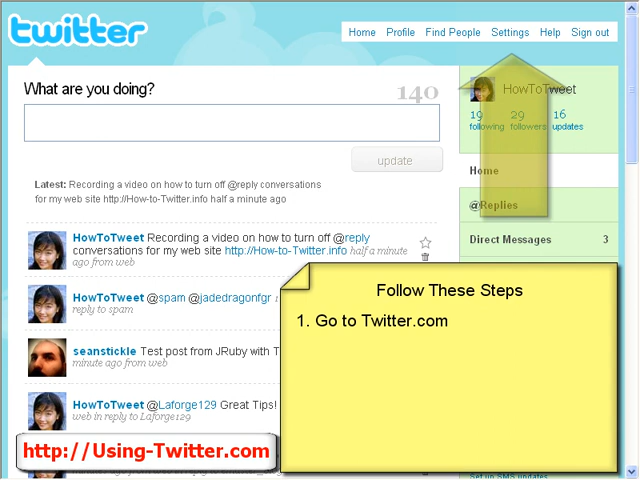 twitter
Home Profile Find People Settings Help Sign out
What are you doing?
140
update
Latest: Recording a video on how to turn off @reply conversations
for my web site http://How-to-Twitter.info half a minute ago
HowToTweet
19 29 16
following followers updates
Home
@Replies
Direct Messages 3
HowToTweet Recording a video on how to turn off @reply
conversations for my web site http://How-to-Twitter.info half a minute
ago from web
HowToTweet @spam @jadedragonfgr
reply to spam
seanstickle Test post from JRuby with
minute ago from web
HowToTweet @Laforge129 Great Tips!
web in reply to Laforge129
Follow These Steps
1. Go to Twitter.com
http://Using-Twitter.com
Set up SMS updates